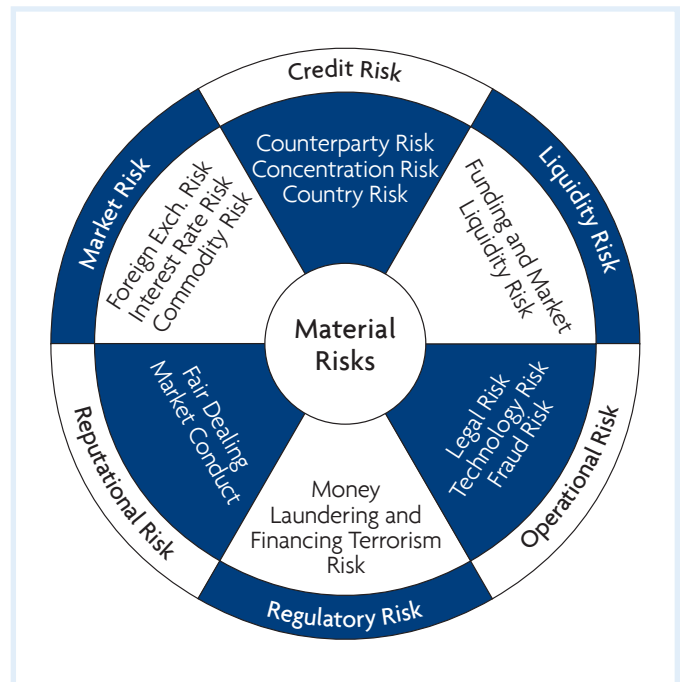 Credit Risk
Counterparty Risk
Concentration Risk
Country Risk
Liquidity Risk
Funding and Market
Liquidity Risk
Operational Risk
Legal Risk
Technology Risk
Fraud Risk
Regulatory Risk
Money
Laundering and
Financing Terrorism
Risk
Reputational Risk
Fair Dealing
Market Conduct
Market Risk
Foreign Exch. Risk
Interest Rate Risk
Commodity Risk
Material
Risks